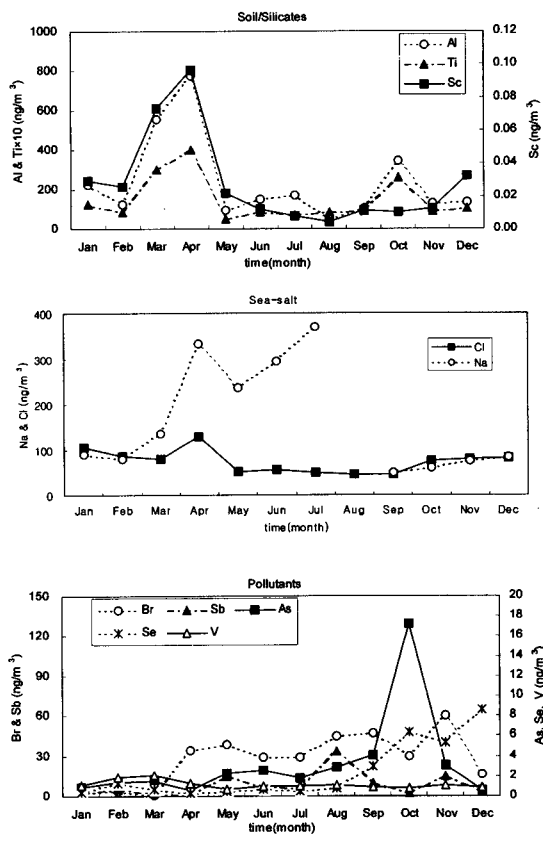 Soil/Silicates
1000
800
600
400
200
0
Al & Ti×10 (ng/m³)
Al
Ti
Sc
0.12
0.10
0.08
0.06
0.04
0.02
0.00
Sc (ng/m³)
Jan Feb Mar Apr May Jun Jul Aug Sep Oct Nov Dec
time(month)
Sea-salt
400
300
200
100
0
Na & Cl (ng/m³)
Cl
Na
Jan Feb Mar Apr May Jun Jul Aug Sep Oct Nov Dec
time(month)
Pollutants
150
120
90
60
30
0
Br & Sb (ng/m³)
Br Sb As
Se V
20
18
16
14
12
10
8
6
4
2
0
As, Se, V (ng/m³)
Jan Feb Mar Apr May Jun Jul Aug Sep Oct Nov Dec
time(month)